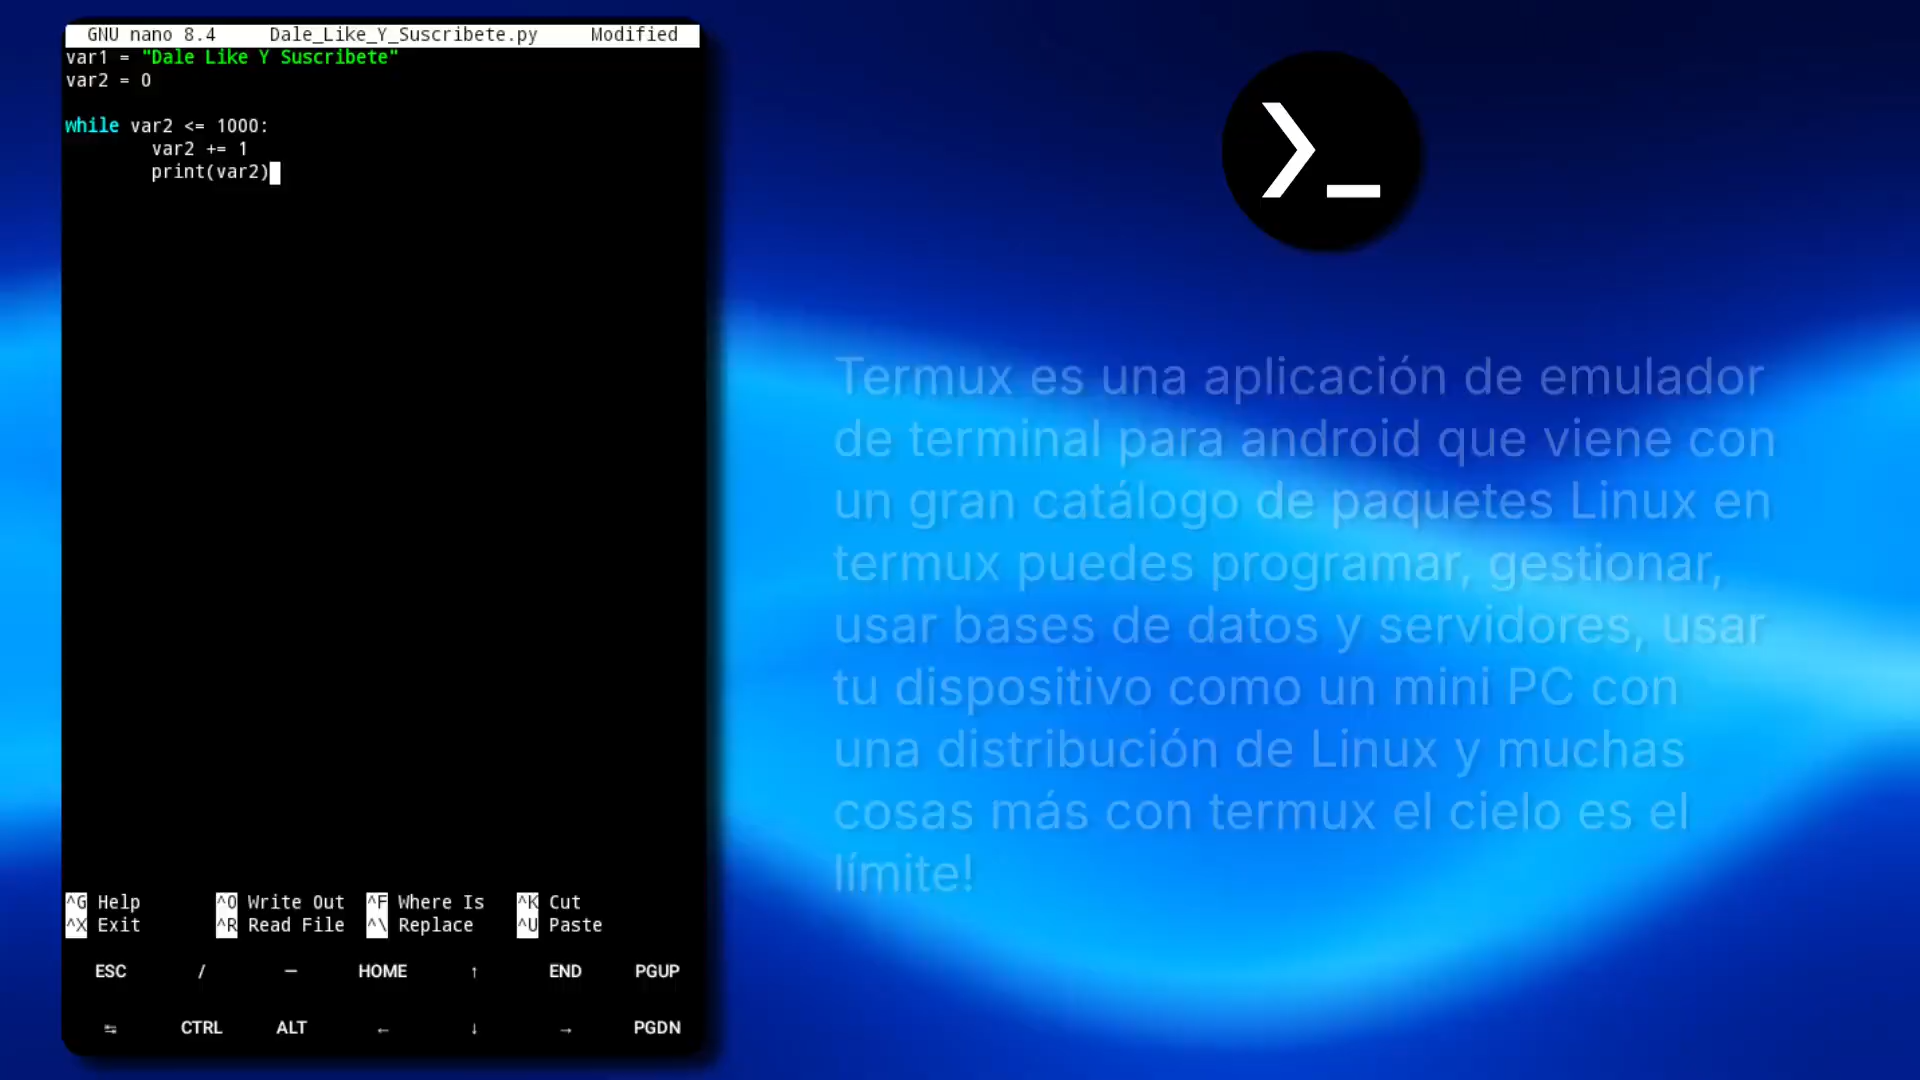 GNU nano 8.4 Dale_Like_Y_Suscribete.py Modified
var1 = "Dale Like Y Suscribete"
var2 = 0
while var2 <= 1000:
var2 += 1
print(var2)
^G Help ^O Write Out ^F Where Is ^K Cut
^X Exit ^R Read File ^\ Replace ^U Paste
ESC / — HOME ↑ END PGUP
⇆ CTRL ALT ← ↓ → PGDN
❯_
Termux es una aplicación de emulador
de terminal para android que viene con
un gran catálogo de paquetes Linux en
termux puedes programar, gestionar,
usar bases de datos y servidores, usar
tu dispositivo como un mini PC con
una distribución de Linux y muchas
cosas más con termux el cielo es el
límite!